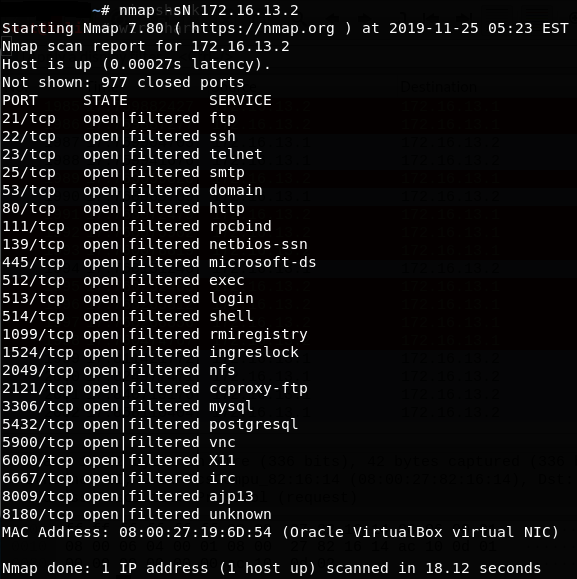 ~# nmap -sN 172.16.13.2
Starting Nmap 7.80 ( https://nmap.org ) at 2019-11-25 05:23 EST
Nmap scan report for 172.16.13.2
Host is up (0.00027s latency).
Not shown: 977 closed ports
PORT     STATE         SERVICE
21/tcp   open|filtered ftp
22/tcp   open|filtered ssh
23/tcp   open|filtered telnet
25/tcp   open|filtered smtp
53/tcp   open|filtered domain
80/tcp   open|filtered http
111/tcp  open|filtered rpcbind
139/tcp  open|filtered netbios-ssn
445/tcp  open|filtered microsoft-ds
512/tcp  open|filtered exec
513/tcp  open|filtered login
514/tcp  open|filtered shell
1099/tcp open|filtered rmiregistry
1524/tcp open|filtered ingreslock
2049/tcp open|filtered nfs
2121/tcp open|filtered ccproxy-ftp
3306/tcp open|filtered mysql
5432/tcp open|filtered postgresql
5900/tcp open|filtered vnc
6000/tcp open|filtered X11
6667/tcp open|filtered irc
8009/tcp open|filtered ajp13
8180/tcp open|filtered unknown
MAC Address: 08:00:27:19:6D:54 (Oracle VirtualBox virtual NIC)
Nmap done: 1 IP address (1 host up) scanned in 18.12 seconds